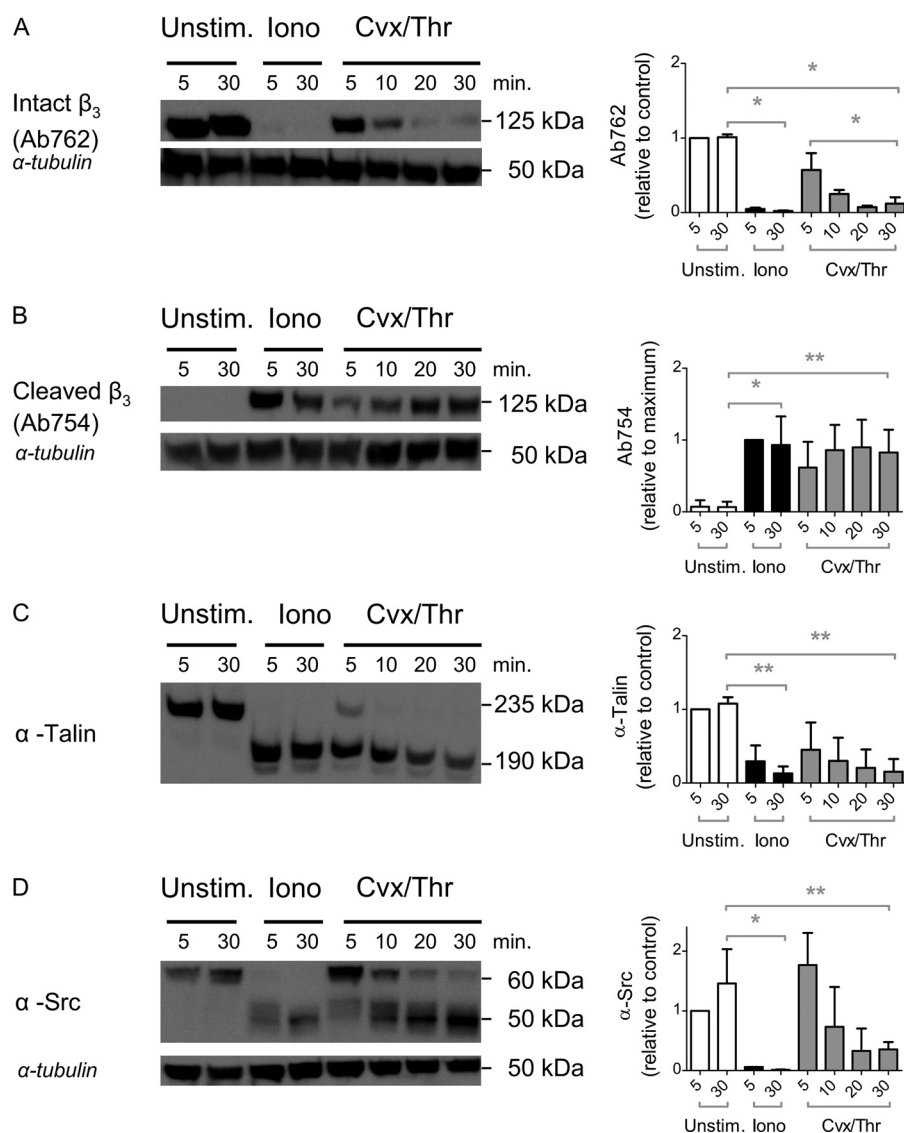 A
Unstim. Iono Cvx/Thr
5 30 5 30 5 10 20 30 min.
Intact β3
(Ab762)
α-tubulin
125 kDa
50 kDa
Ab762
(relative to control)
2
1
0
*
*
*
5 30 5 30 5 10 20 30
Unstim. Iono Cvx/Thr
B
Unstim. Iono Cvx/Thr
5 30 5 30 5 10 20 30 min.
Cleaved β3
(Ab754)
α-tubulin
125 kDa
50 kDa
Ab754
(relative to maximum)
2
1
0
**
*
5 30 5 30 5 10 20 30
Unstim. Iono Cvx/Thr
C
Unstim. Iono Cvx/Thr
5 30 5 30 5 10 20 30 min.
α -Talin
235 kDa
190 kDa
α-Talin
(relative to control)
2
1
0
**
**
5 30 5 30 5 10 20 30
Unstim. Iono Cvx/Thr
D
Unstim. Iono Cvx/Thr
5 30 5 30 5 10 20 30 min.
α -Src
α-tubulin
60 kDa
50 kDa
50 kDa
α-Src
(relative to control)
2
1
0
**
*
5 30 5 30 5 10 20 30
Unstim. Iono Cvx/Thr